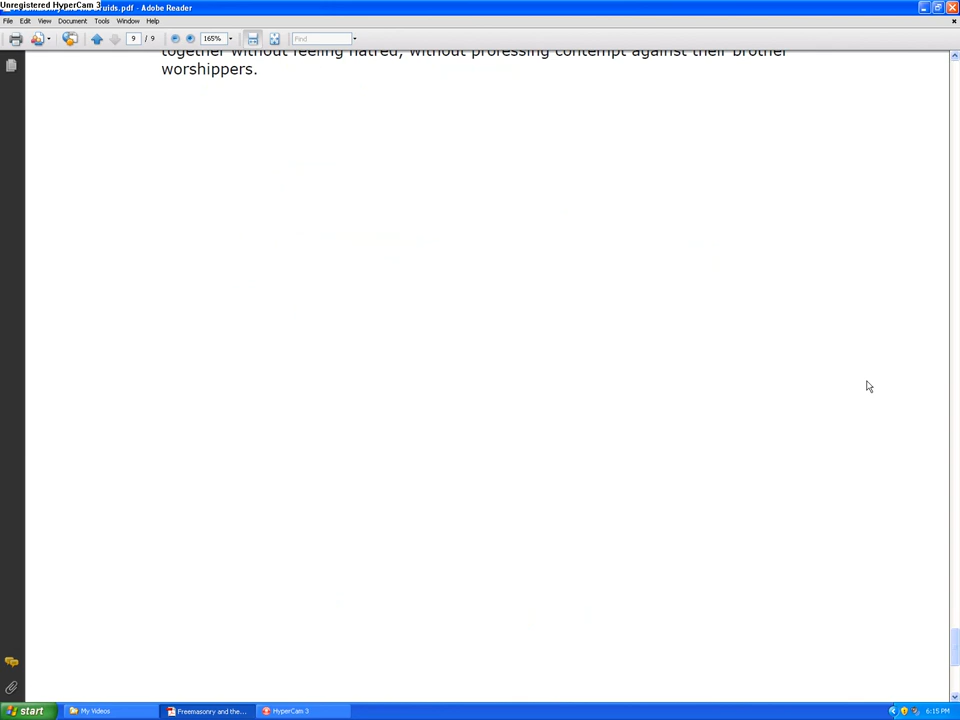 Unregistered HyperCam 3
uids.pdf - Adobe Reader
File Edit View Document Tools Window Help
9 / 9 165% Find
together without feeling hatred, without professing contempt against their brother
worshippers.
start My Videos Freemasonry and the... HyperCam 3 6:15 PM